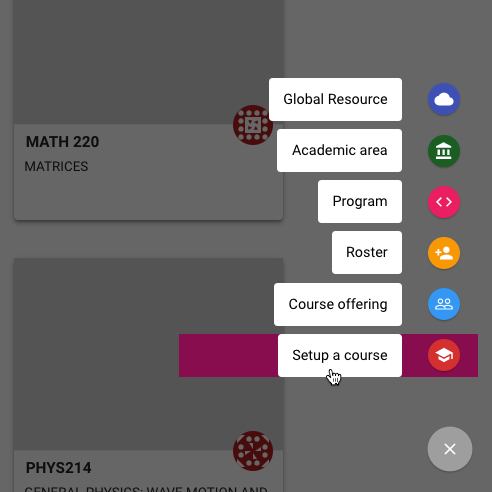 Global Resource
MATH 220
Academic area
MATRICES
Program
Roster
Course offering
Setup a course
PHYS214
GENERAL PHYSICS: WAVE MOTION AND